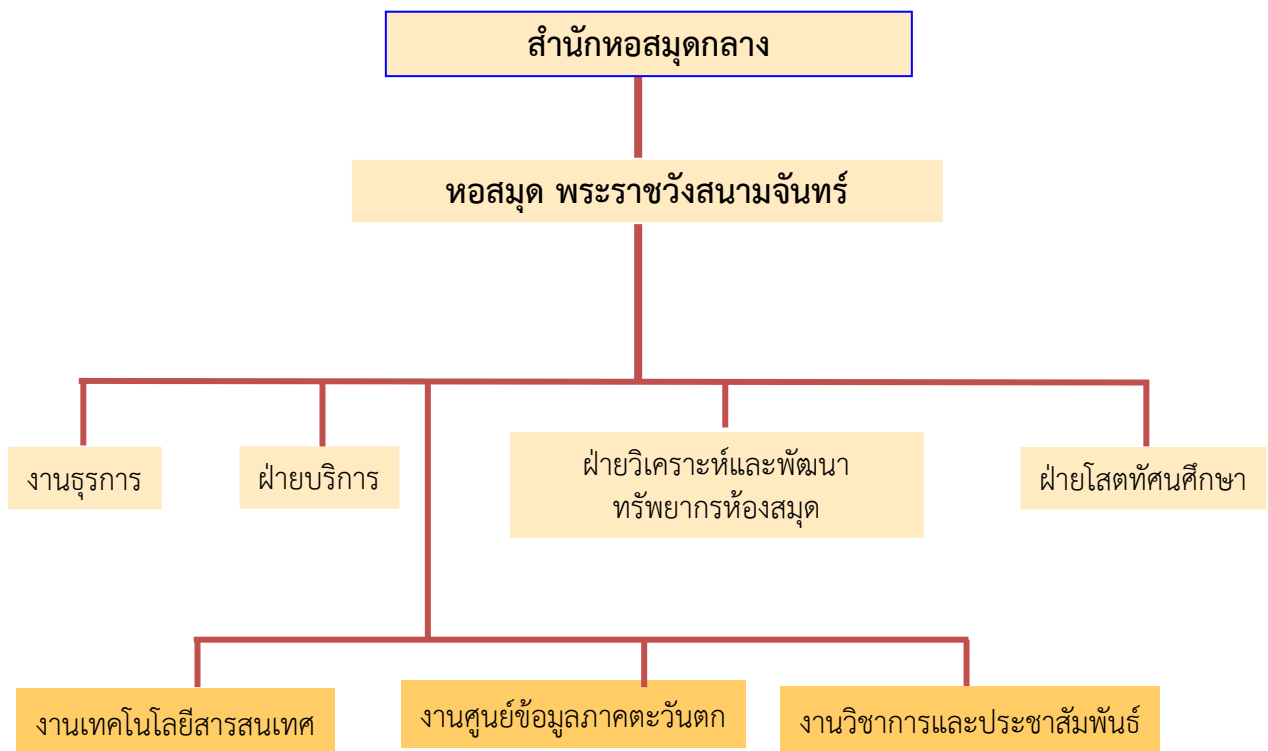 สำนักหอสมุดกลาง
หอสมุด พระราชวังสนามจันทร์
งานธุรการ
ฝ่ายบริการ
ฝ่ายวิเคราะห์และพัฒนา
ทรัพยากรห้องสมุด
ฝ่ายโสตทัศนศึกษา
งานเทคโนโลยีสารสนเทศ
งานศูนย์ข้อมูลภาคตะวันตก
งานวิชาการและประชาสัมพันธ์